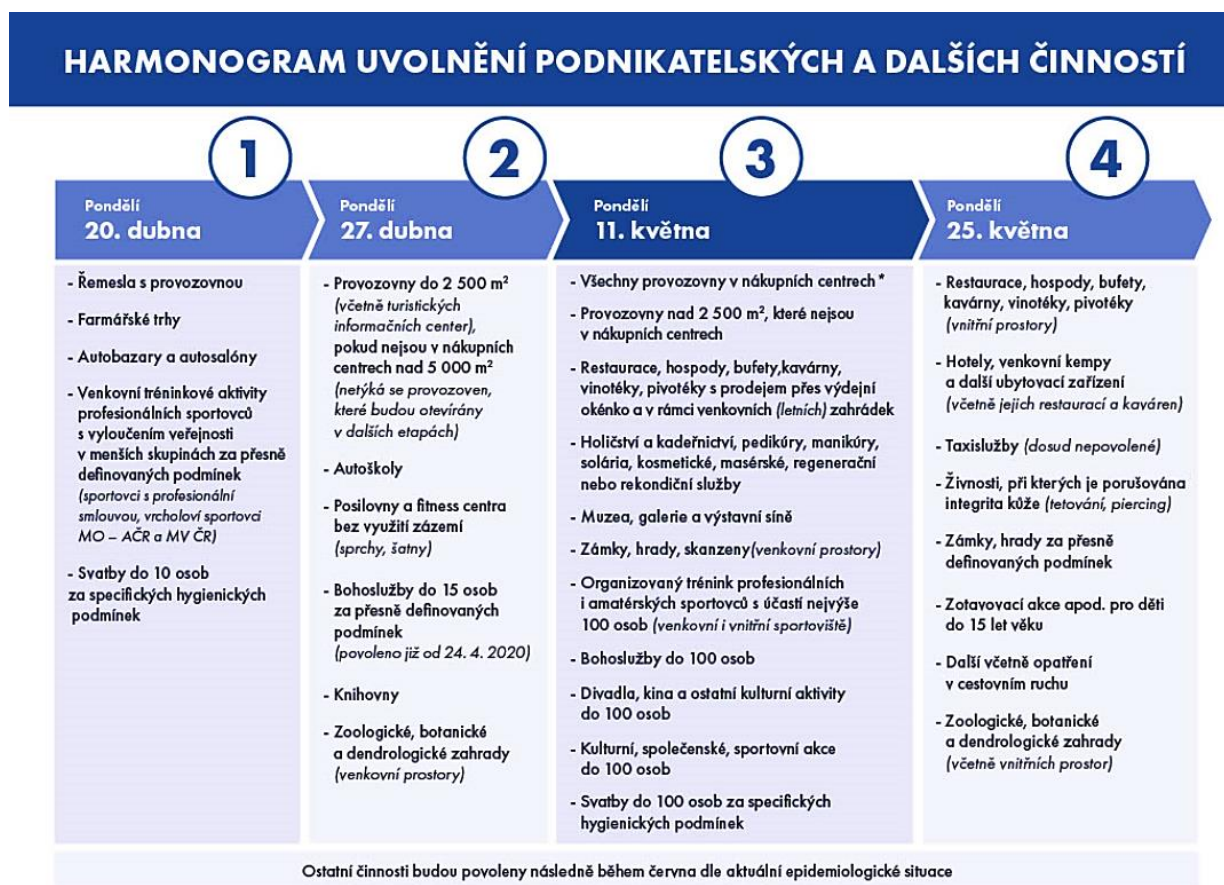 HARMONOGRAM UVOLNĚNÍ PODNIKATELSKÝCH A DALŠÍCH ČINNOSTÍ
1
Pondělí
20. dubna
- Řemesla s provozovnou
- Farmářské trhy
- Autobazary a autosalóny
- Venkovní tréninkové aktivity
profesionálních sportovců
s vyloučením veřejnosti
v menších skupinách za přesně
definovaných podmínek
(sportovci s profesionální
smlouvou, vrcholoví sportovci
MO – AČR a MV ČR)
- Svatby do 10 osob
za specifických hygienických
podmínek
2
Pondělí
27. dubna
- Provozovny do 2 500 m²
(včetně turistických
informačních center),
pokud nejsou v nákupních
centrech nad 5 000 m²
(netýká se provozoven,
které budou otevírány
v dalších etapách)
- Autoškoly
- Posilovny a fitness centra
bez využití zázemí
(sprchy, šatny)
- Bohoslužby do 15 osob
za přesně definovaných
podmínek
(povoleno již od 24. 4. 2020)
- Knihovny
- Zoologické, botanické
a dendrologické zahrady
(venkovní prostory)
3
Pondělí
11. května
- Všechny provozovny v nákupních centrech*
- Provozovny nad 2 500 m², které nejsou
v nákupních centrech
- Restaurace, hospody, bufety,kavárny,
vinotéky, pivotéky s prodejem přes výdejní
okénko a v rámci venkovních (letních) zahrádek
- Holičství a kadeřnictví, pedikúry, manikúry,
solária, kosmetické, masérské, regenerační
nebo rekondiční služby
- Muzea, galerie a výstavní síně
- Zámky, hrady, skanzeny(venkovní prostory)
- Organizovaný trénink profesionálních
i amatérských sportovců s účastí nejvýše
100 osob (venkovní i vnitřní sportoviště)
- Bohoslužby do 100 osob
- Divadla, kina a ostatní kulturní aktivity
do 100 osob
- Kulturní, společenské, sportovní akce
do 100 osob
- Svatby do 100 osob za specifických
hygienických podmínek
4
Pondělí
25. května
- Restaurace, hospody, bufety,
kavárny, vinotéky, pivotéky
(vnitřní prostory)
- Hotely, venkovní kempy
a další ubytovací zařízení
(včetně jejich restaurací a kaváren)
- Taxislužby (dosud nepovolené)
- Živnosti, při kterých je porušována
integrita kůže (tetování, piercing)
- Zámky, hrady za přesně
definovaných podmínek
- Zotavovací akce apod. pro děti
do 15 let věku
- Další včetně opatření
v cestovním ruchu
- Zoologické, botanické
a dendrologické zahrady
(včetně vnitřních prostor)
Ostatní činnosti budou povoleny následně během června dle aktuální epidemiologické situace